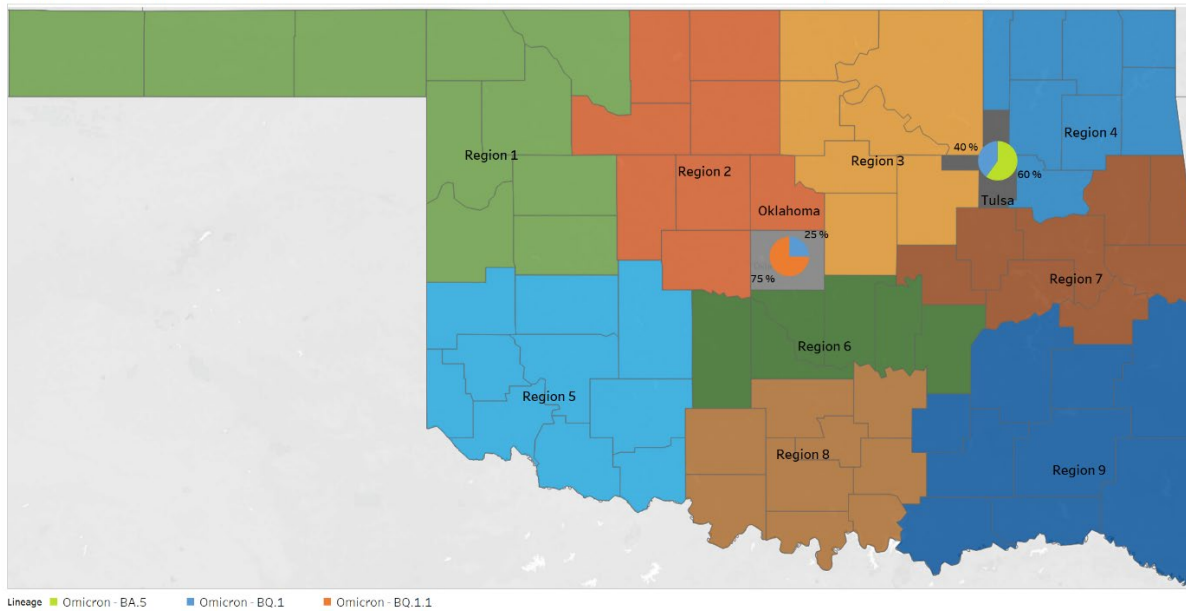 Region 4
40 %
Region 1
Region 3
Region 2
60 %
Tulsa
Oklahoma
25 %
75 %
Region 7
Region 6
Region 5
Region 8
Region 9
Lineage Omicron - BA.5 Omicron - BQ.1 Omicron - BQ.1.1